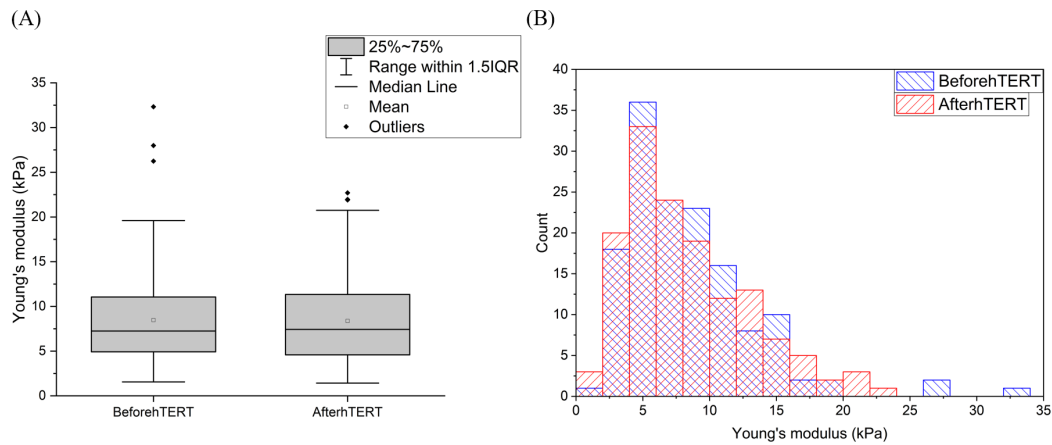 (A)
25%~75%
Range within 1.5IQR
Median Line
Mean
Outliers
35
30
25
20
15
10
5
0
Young's modulus (kPa)
BeforehTERT
AfterhTERT
(B)
BeforehTERT
AfterhTERT
40
35
30
25
20
15
10
5
0
Count
0
5
10
15
20
25
30
35
Young's modulus (kPa)